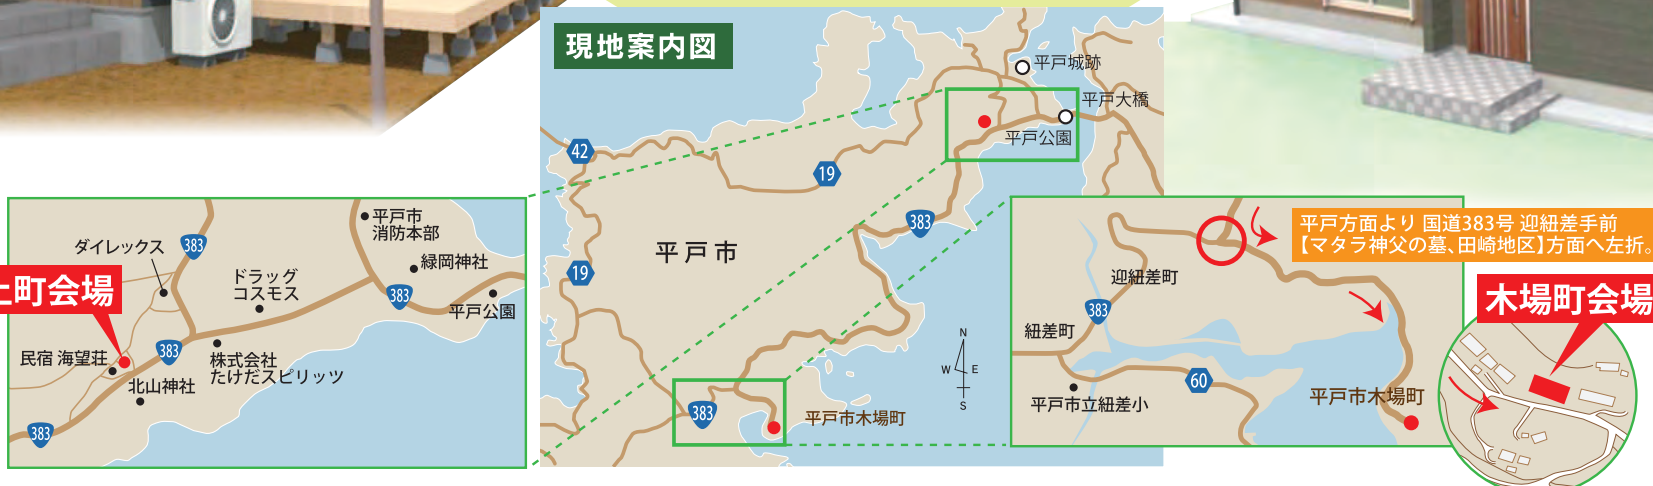 現地案内図
平戸城跡
平戸大橋
平戸公園
42
19
383
平戸市
19
383
平戸市木場町
N
W E
S
ダイレックス
383
平戸市
消防本部
緑岡神社
ドラッグ
コスモス
383
平戸公園
町会場
民宿 海望荘
383
株式会社
たけだスピリッツ
北山神社
383
平戸方面より 国道383号 迎紐差手前
【マタラ神父の墓、田崎地区】方面へ左折。
迎紐差町
383
紐差町
60
平戸市立紐差小
平戸市木場町
木場町会場